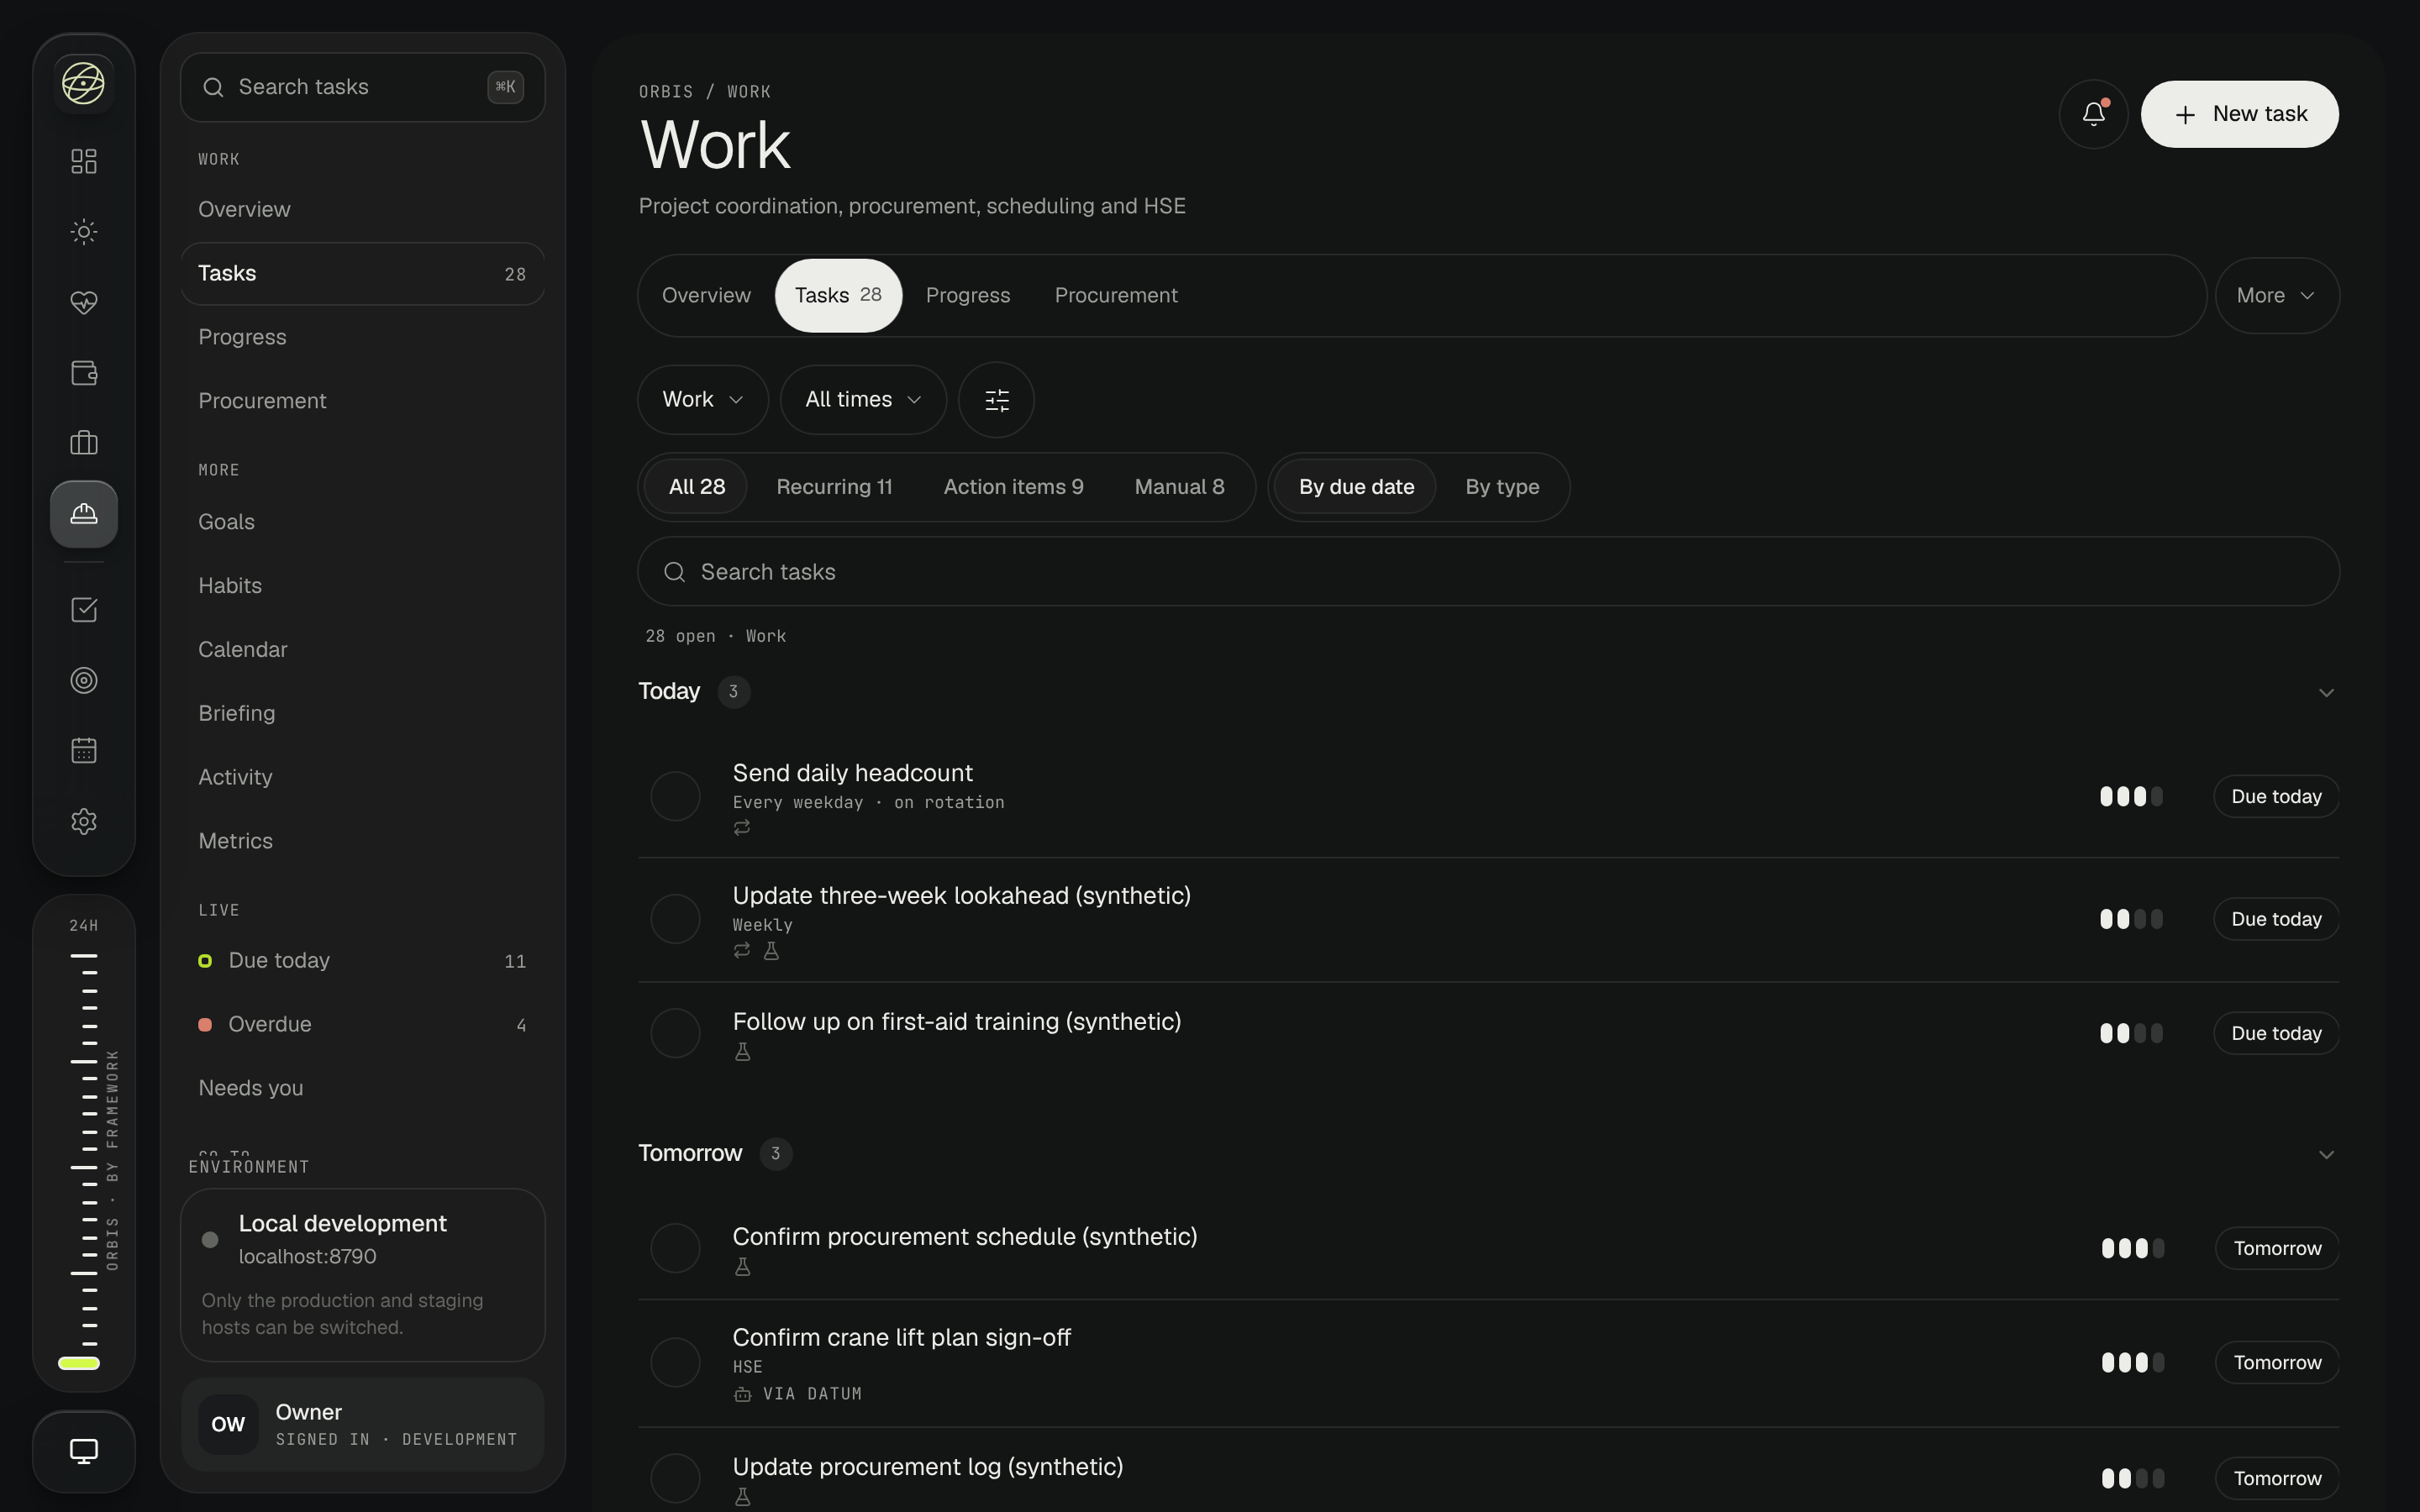 Search tasks ⌘K
WORK
Overview
Tasks 28
Progress
Procurement
MORE
Goals
Habits
Calendar
Briefing
Activity
Metrics
LIVE
Due today 11
Overdue 4
Needs you
ENVIRONMENT
Local development
localhost:8790
Only the production and staging
hosts can be switched.
OW
Owner
SIGNED IN · DEVELOPMENT
24H
ORBIS · BY FRAMEWORK
ORBIS / WORK
Work
Project coordination, procurement, scheduling and HSE
New task
Overview Tasks 28 Progress Procurement More
Work All times
All 28 Recurring 11 Action items 9 Manual 8 By due date By type
Search tasks
28 open · Work
Today 3
Send daily headcount
Every weekday · on rotation
Due today
Update three-week lookahead (synthetic)
Weekly
Due today
Follow up on first-aid training (synthetic)
Due today
Tomorrow 3
Confirm procurement schedule (synthetic)
Tomorrow
Confirm crane lift plan sign-off
HSE
VIA DATUM
Tomorrow
Update procurement log (synthetic)
Tomorrow